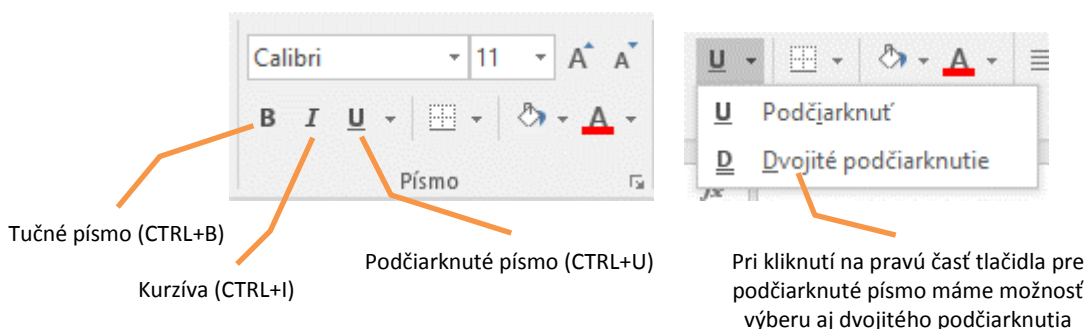 Calibri 11 A A
B I U A
Písmo
U A
U Podčiarknuť
D Dvojité podčiarknutie
fx
Tučné písmo (CTRL+B)
Kurzíva (CTRL+I)
Podčiarknuté písmo (CTRL+U)
Pri kliknutí na pravú časť tlačidla pre
podčiarknuté písmo máme možnosť
výberu aj dvojitého podčiarknutia